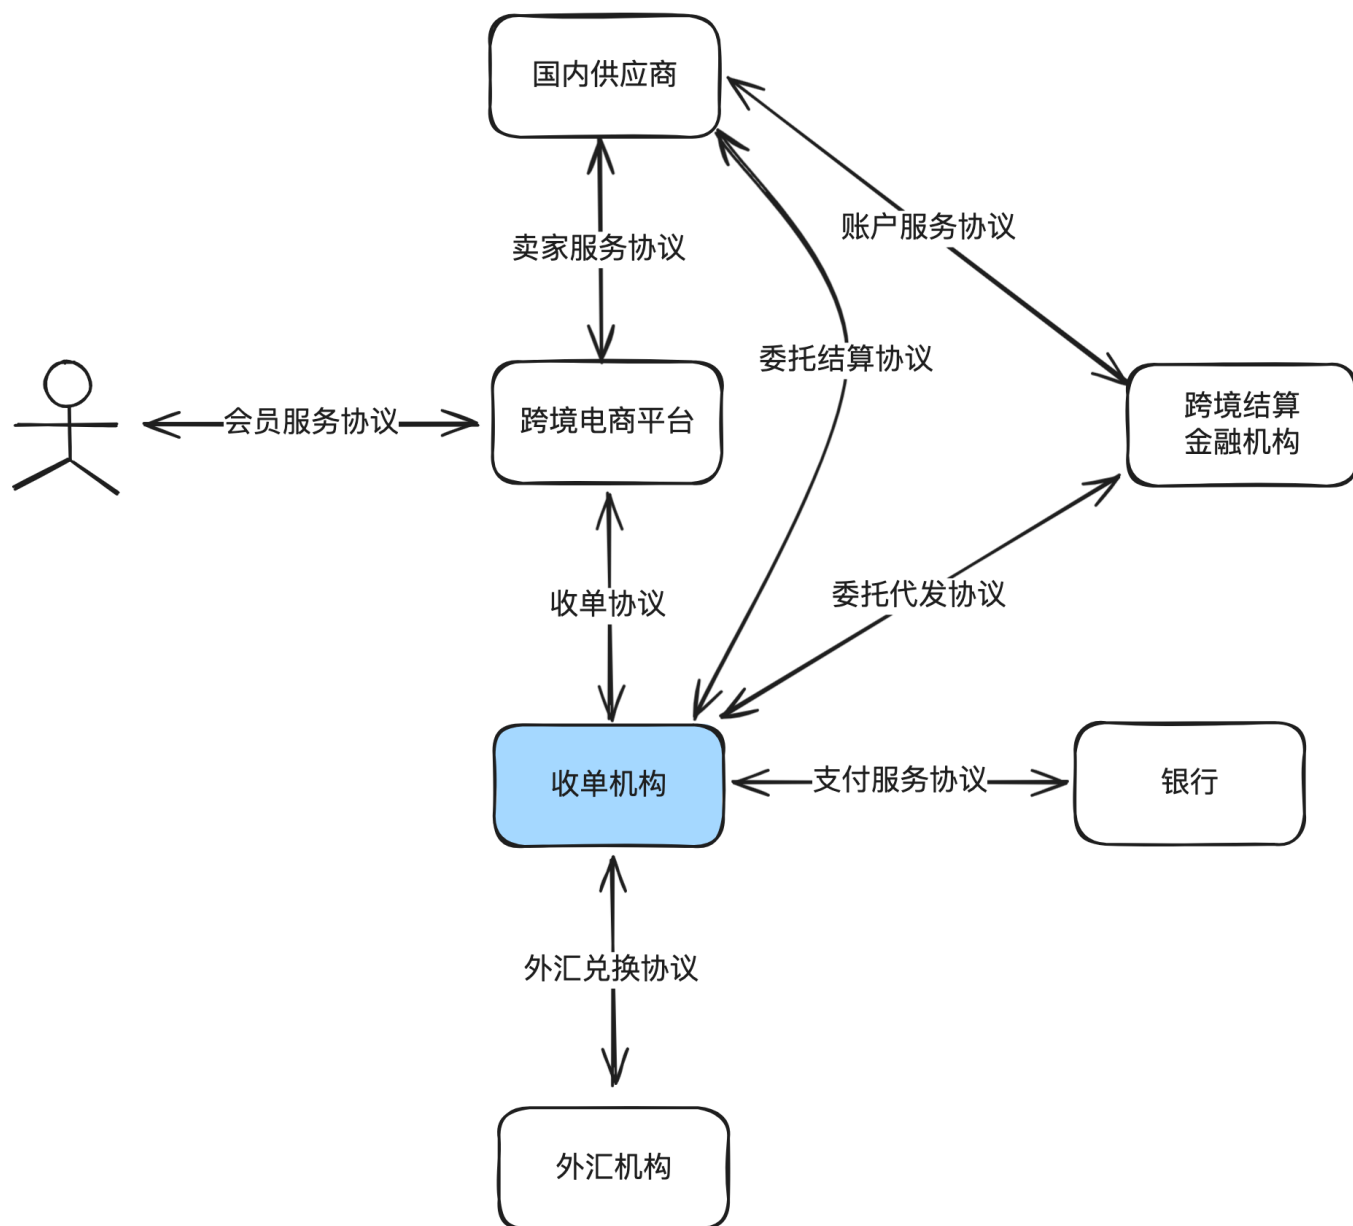 国内供应商
账户服务协议
卖家服务协议
委托结算协议
会员服务协议
跨境电商平台
跨境结算
金融机构
收单协议
委托代发协议
收单机构
支付服务协议
银行
外汇兑换协议
外汇机构